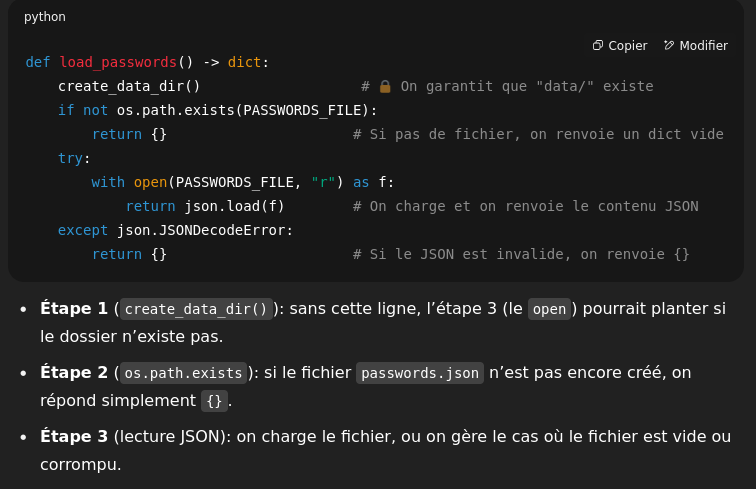 python
Copier Modifier
def load_passwords() -> dict:
    create_data_dir()                   # 🔒 On garantit que "data/" existe
    if not os.path.exists(PASSWORDS_FILE):
        return {}                      # Si pas de fichier, on renvoie un dict vide
    try:
        with open(PASSWORDS_FILE, "r") as f:
            return json.load(f)        # On charge et on renvoie le contenu JSON
    except json.JSONDecodeError:
        return {}                      # Si le JSON est invalide, on renvoie {}
• Étape 1 (create_data_dir()): sans cette ligne, l’étape 3 (le open) pourrait planter si
le dossier n’existe pas.
• Étape 2 (os.path.exists): si le fichier passwords.json n’est pas encore créé, on
répond simplement {}.
• Étape 3 (lecture JSON): on charge le fichier, ou on gère le cas où le fichier est vide ou
corrompu.